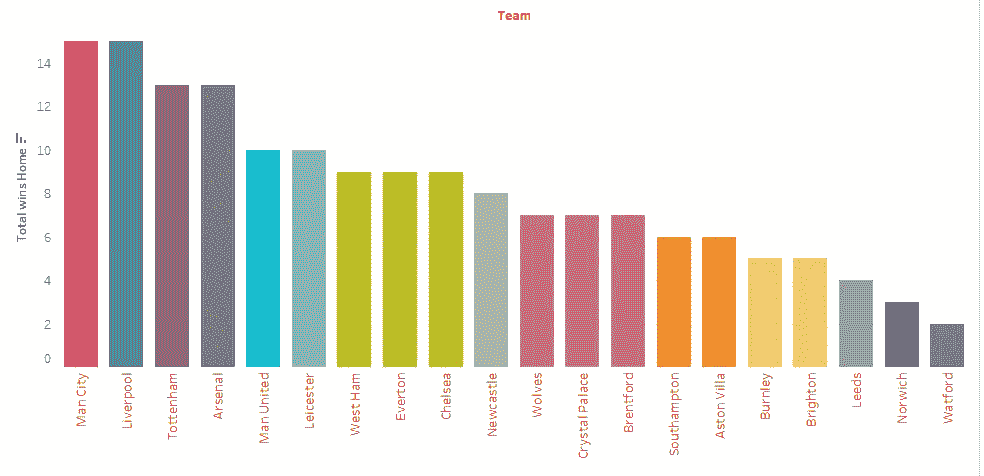 Team
Total wins Home
14
12
10
8
6
4
2
0
Man City
Liverpool
Tottenham
Arsenal
Man United
Leicester
West Ham
Everton
Chelsea
Newcastle
Wolves
Crystal Palace
Brentford
Southampton
Aston Villa
Burnley
Brighton
Leeds
Norwich
Watford